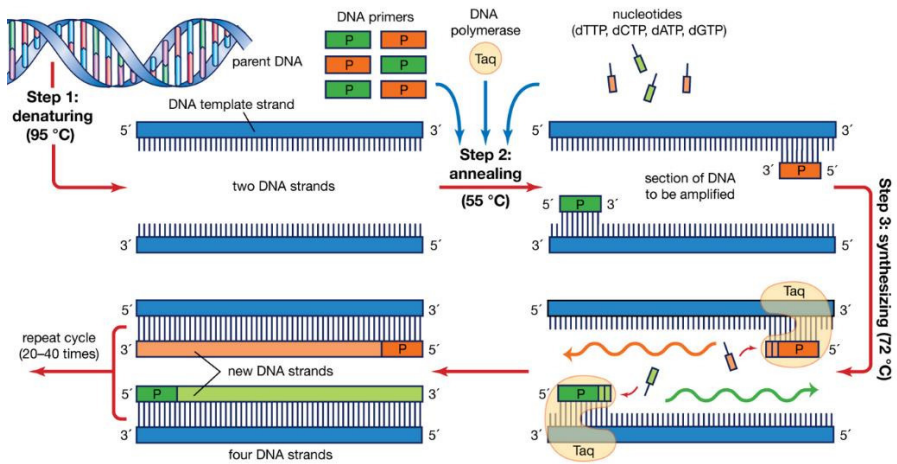 DNA primers
P
P
P
P
P
P
DNA
polymerase
Taq
nucleotides
(dTTP, dCTP, dATP, dGTP)
parent DNA
Step 1:
denaturing
(95 °C)
DNA template strand
5´
3´
two DNA strands
3´
5´
Step 2:
annealing
(55 °C)
5´
3´
3´
P
5´
section of DNA
to be amplified
5´
P
3´
3´
5´
Step 3: synthesizing (72 °C)
Taq
5´
3´
P
5´
5´
P
3´
5´
Taq
5´
3´
3´
P
5´
new DNA strands
5´
P
3´
3´
5´
four DNA strands
repeat cycle
(20–40 times)